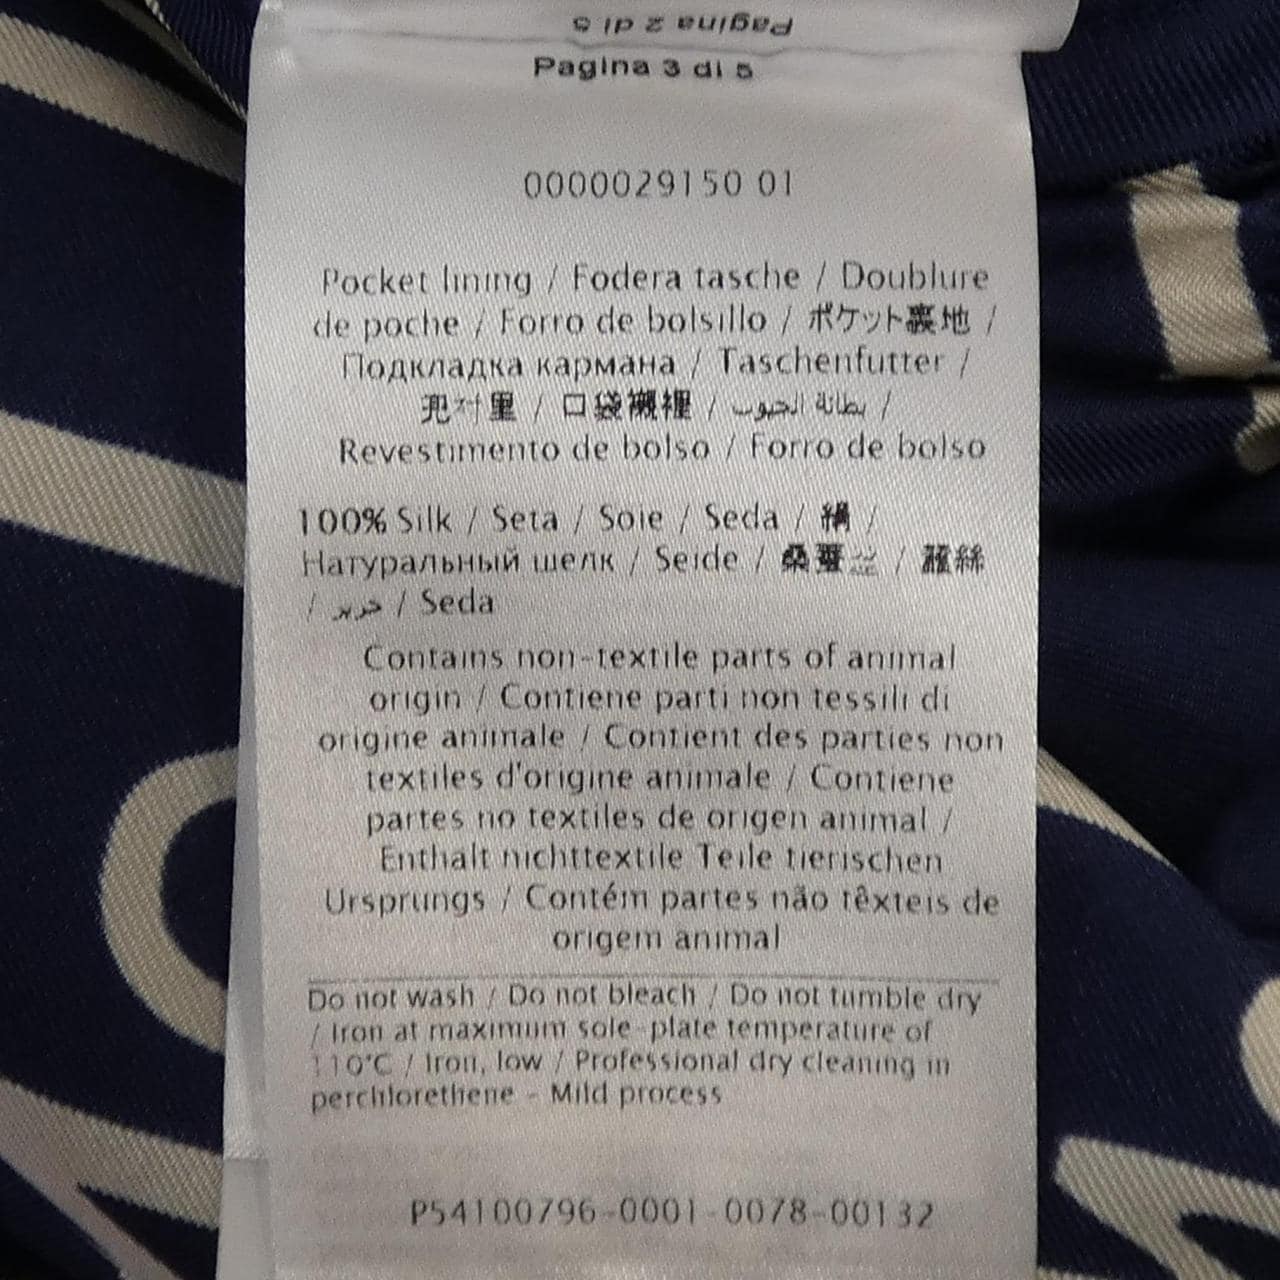 Pagina 2 di 5
Pagina 3 di 5
0000029150 01
Pocket lining / Fodera tasche / Doublure
de poche / Forro de bolsillo / ポケット裏地 /
Подкладка кармана / Taschenfutter /
兜衬里 / 口袋襯裡 / بطانة الجيوب /
Revestimento de bolso / Forro de bolso
100% Silk / Seta / Soie / Seda / 絹 /
Натуральный шелк / Seide / 桑蚕丝 / 蠶絲
/ حرير / Seda
Contains non-textile parts of animal
origin / Contiene parti non tessili di
origine animale / Contient des parties non
textiles d'origine animale / Contiene
partes no textiles de origen animal /
Enthält nichttextile Teile tierischen
Ursprungs / Contém partes não têxteis de
origem animal
Do not wash / Do not bleach / Do not tumble dry
/ Iron at maximum sole-plate temperature of
110°C / Iron, low / Professional dry cleaning in
perchlorethene - Mild process
P54100796-0001-0078-00132